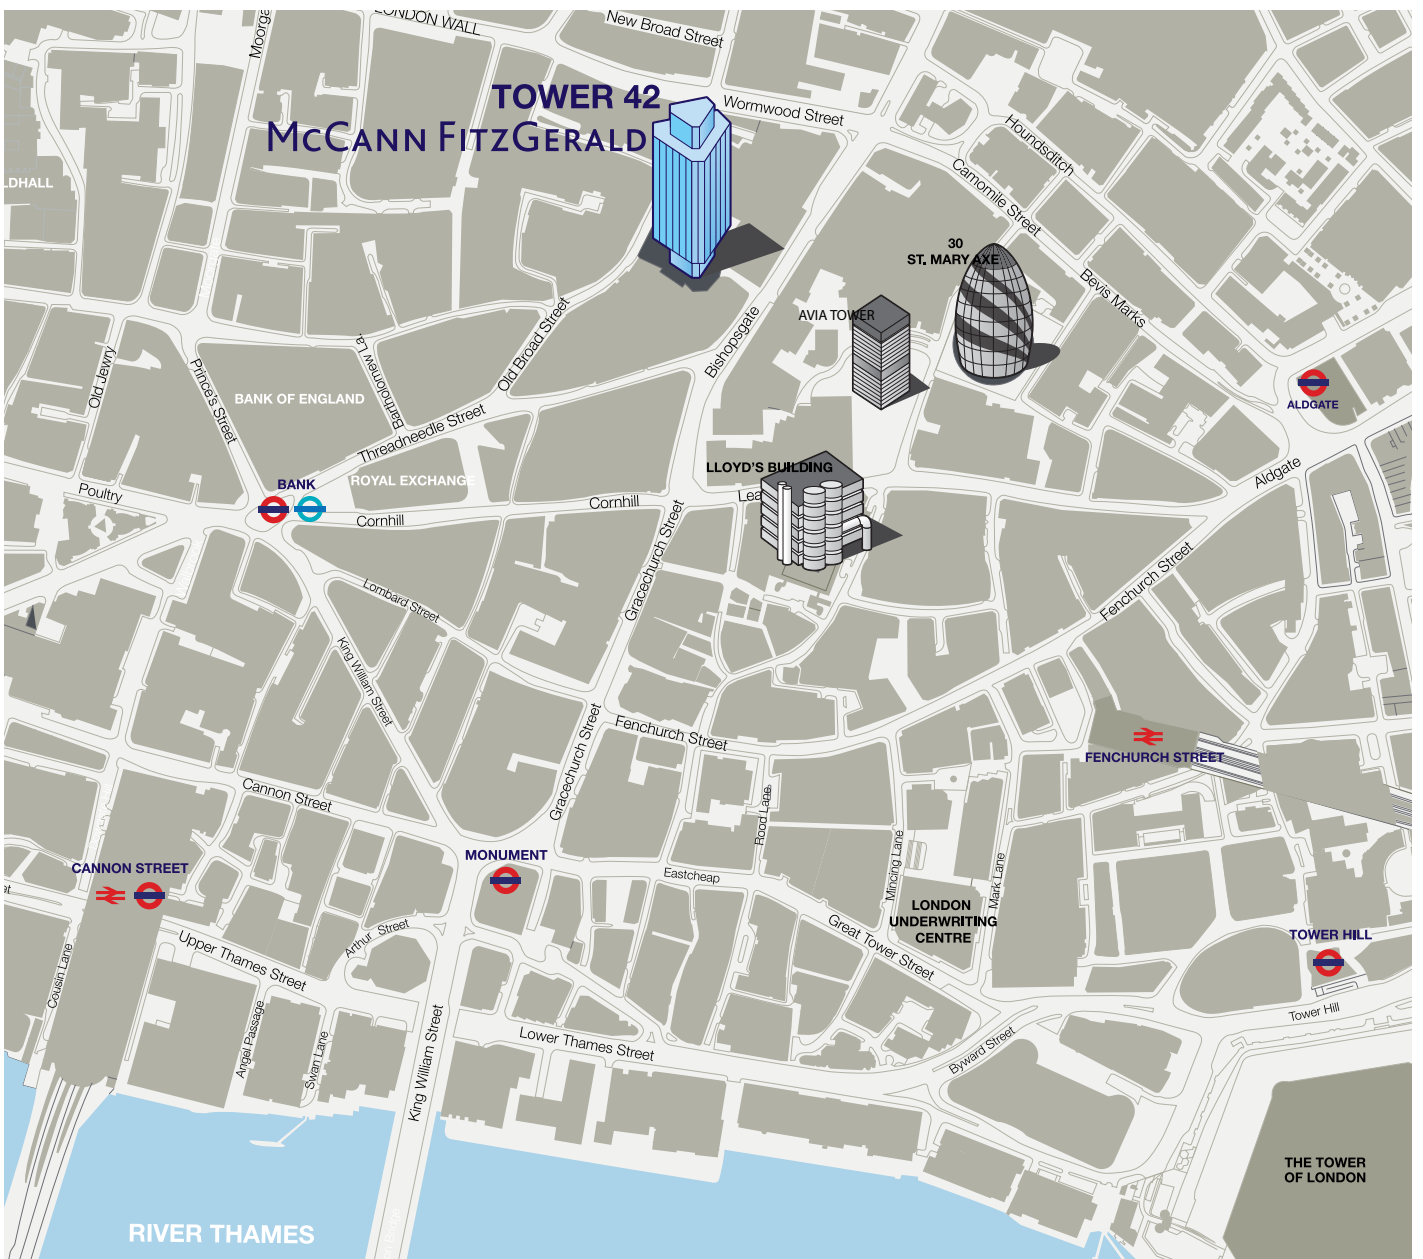 LONDON WALL
New Broad Street
Moorga
TOWER 42
McCANN FITZGERALD
Wormwood Street
Houndsditch
Camomile Street
LDHALL
30
ST. MARY AXE
Bevis Marks
AVIA TOWER
Bishopsgate
Old Broad Street
Bartholomew La.
Prince's Street
Old Jewry
BANK OF ENGLAND
Threadneedle Street
ALDGATE
Aldgate
LLOYD'S BUILDING
ROYAL EXCHANGE
BANK
Poultry
Cornhill
Cornhill
Lea
Gracechurch Street
Fenchurch Street
Lombard Street
King William Street
Gracechurch Street
Fenchurch Street
FENCHURCH STREET
Cannon Street
Rood Lane
Mincing Lane
Mark Lane
MONUMENT
CANNON STREET
Eastcheap
at
LONDON
UNDERWRITING
CENTRE
Great Tower Street
TOWER HILL
Arthur Street
Upper Thames Street
Cousin Lane
Angel Passage
Swan Lane
King William Street
Lower Thames Street
Byward Street
Tower Hill
THE TOWER
OF LONDON
RIVER THAMES